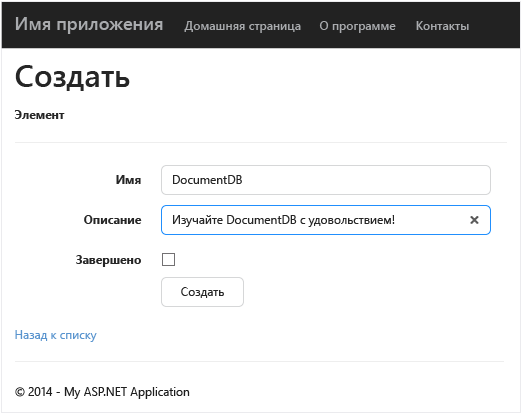 Имя приложения Домашняя страница О программе Контакты
Создать
Элемент
Имя DocumentDB
Описание Изучайте DocumentDB с удовольствием!
Завершено
Создать
Назад к списку
© 2014 - My ASP.NET Application